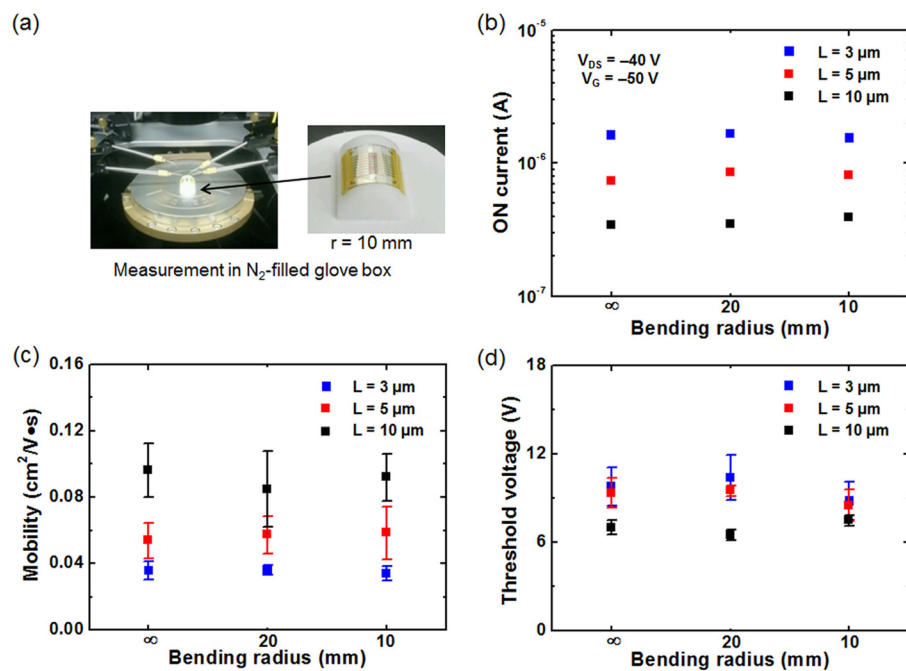 (a)
r = 10 mm
Measurement in N₂-filled glove box
(b)
V_DS = –40 V
V_G = –50 V
L = 3 μm
L = 5 μm
L = 10 μm
10⁻⁵
10⁻⁶
10⁻⁷
ON current (A)
∞
20
10
Bending radius (mm)
(c)
L = 3 μm
L = 5 μm
L = 10 μm
0.16
0.12
0.08
0.04
0.00
Mobility (cm²/V•s)
∞
20
10
Bending radius (mm)
(d)
L = 3 μm
L = 5 μm
L = 10 μm
18
12
6
0
Threshold voltage (V)
∞
20
10
Bending radius (mm)